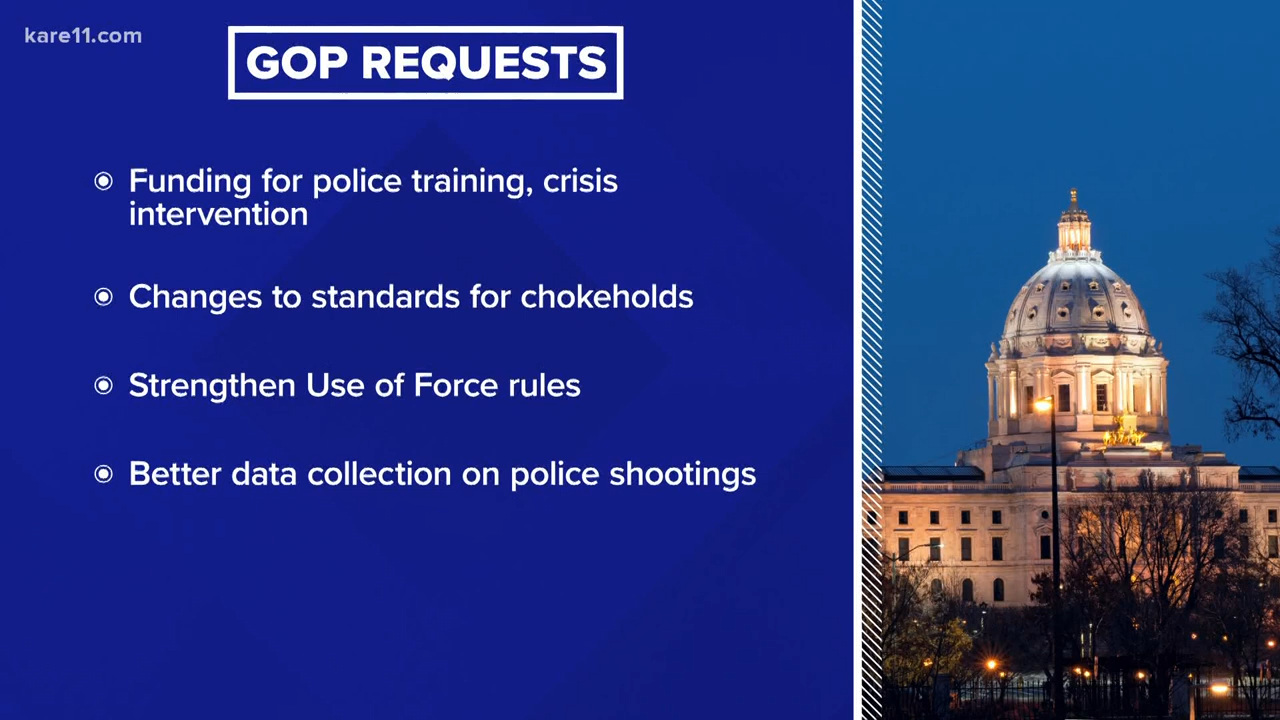 kare11.com
GOP REQUESTS
Funding for police training, crisis
intervention
Changes to standards for chokeholds
Strengthen Use of Force rules
Better data collection on police shootings